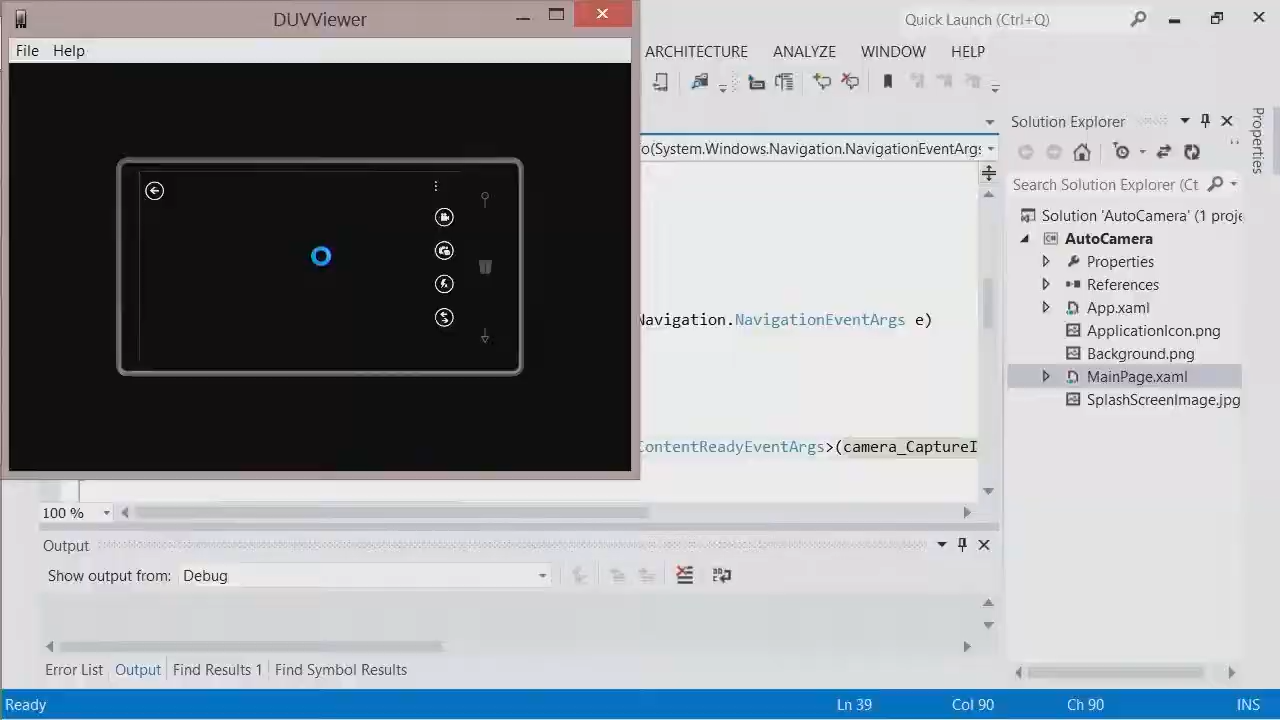 DUVViewer
Quick Launch (Ctrl+Q)
File Help
ARCHITECTURE ANALYZE WINDOW HELP
Solution Explorer
Properties
o(System.Windows.Navigation.NavigationEventArgs
Search Solution Explorer (Ct
Solution 'AutoCamera' (1 proje
AutoCamera
Properties
References
App.xaml
ApplicationIcon.png
Background.png
MainPage.xaml
SplashScreenImage.jpg
Navigation.NavigationEventArgs e)
ContentReadyEventArgs>(camera_CaptureI
100 %
Output
Show output from: Debug
Error List Output Find Results 1 Find Symbol Results
Ready Ln 39 Col 90 Ch 90 INS